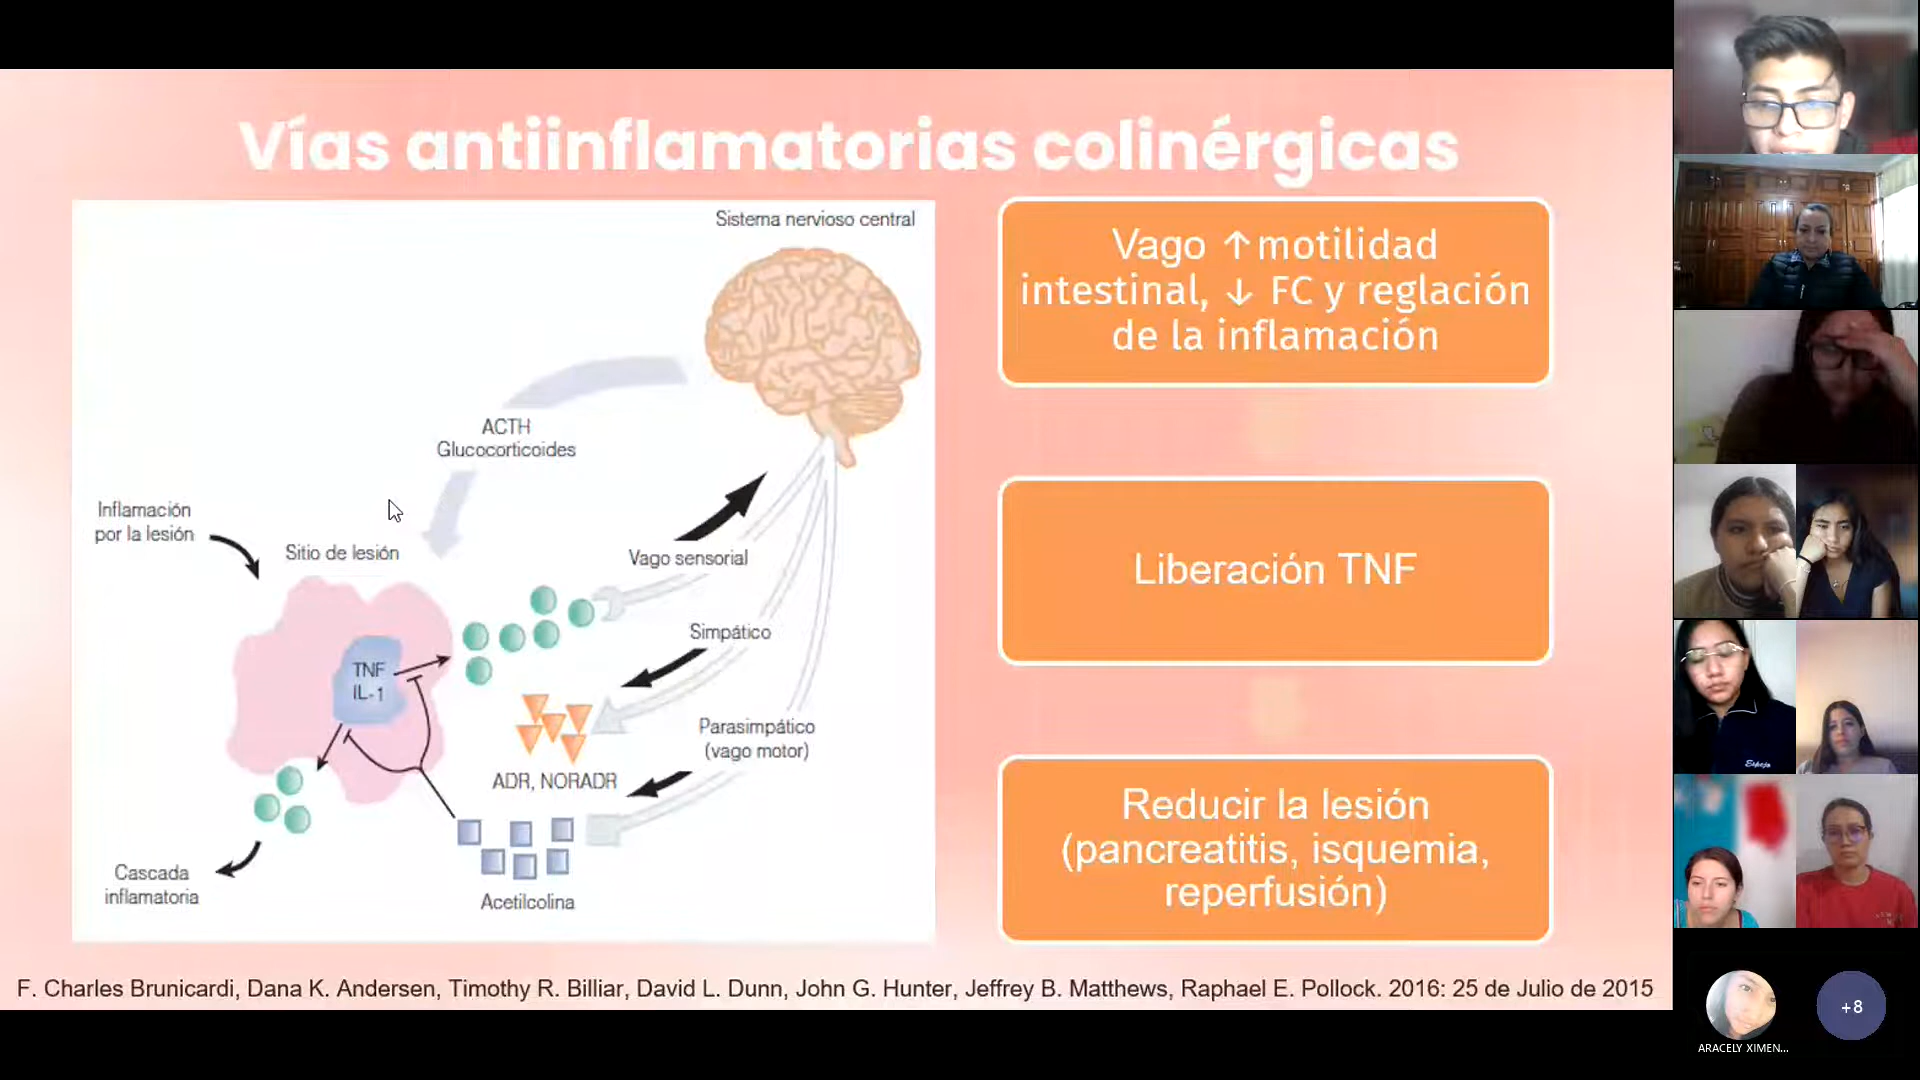 Vías antiinflamatorias colinérgicas
Sistema nervioso central
ACTH
Glucocorticoides
Inflamación
por la lesión
Sitio de lesión
Vago sensorial
TNF
IL-1
Simpático
Parasimpático
(vago motor)
ADR, NORADR
Cascada
inflamatoria
Acetilcolina
Vago ↑motilidad
intestinal, ↓ FC y reglación
de la inflamación
Liberación TNF
Reducir la lesión
(pancreatitis, isquemia,
reperfusión)
F. Charles Brunicardi, Dana K. Andersen, Timothy R. Billiar, David L. Dunn, John G. Hunter, Jeffrey B. Matthews, Raphael E. Pollock. 2016: 25 de Julio de 2015
Espejo
+8
ARACELY XIMEN...